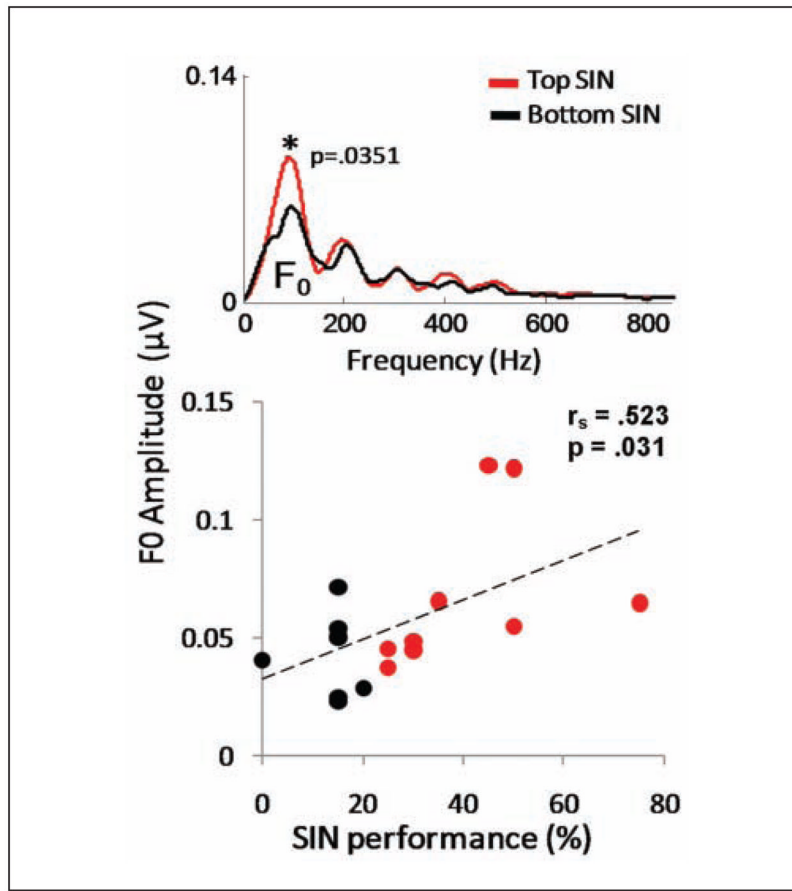 0.14
Top SIN
Bottom SIN
* p=.0351
F0
0
0 200 400 600 800
Frequency (Hz)
F0 Amplitude (µV)
0.15
rs = .523
p = .031
0.1
0.05
0
0 20 40 60 80
SIN performance (%)